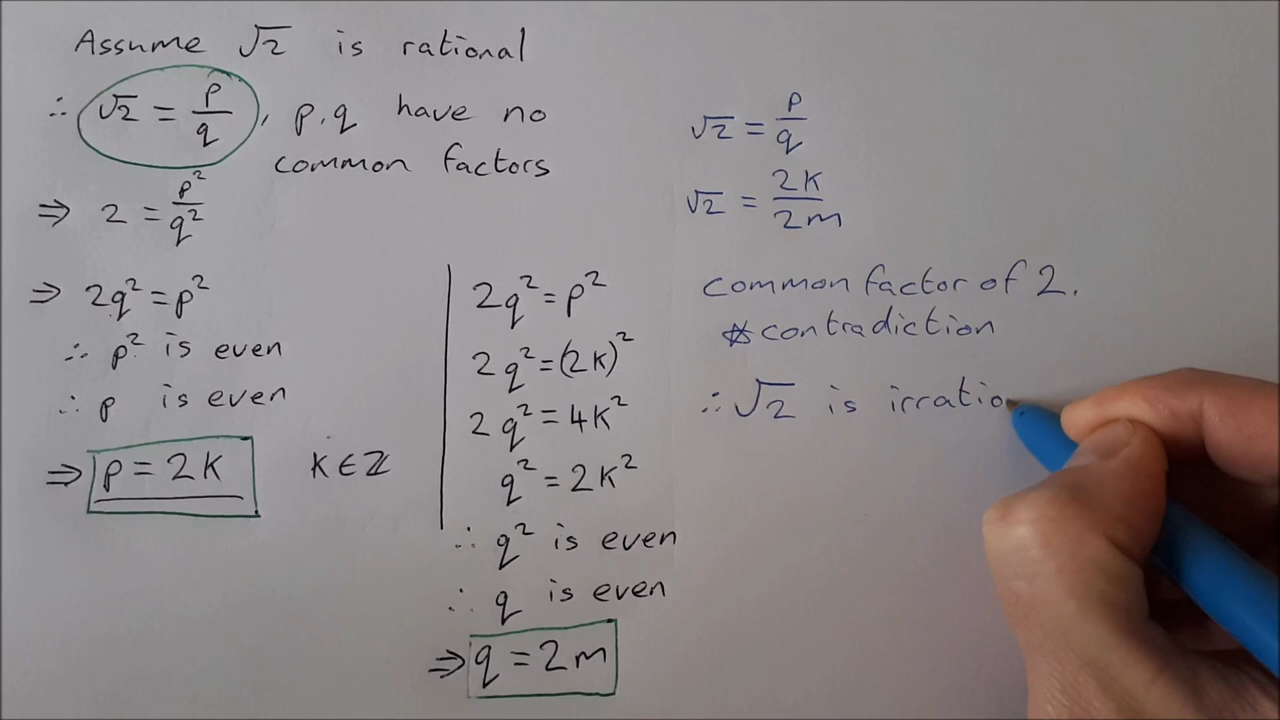 Assume √2 is rational
∴ √2 = p/q, p,q have no
common factors
⇒ 2 = p²/q²
⇒ 2q² = p²
∴ p² is even
∴ p is even
⇒ p = 2k k ∈ ℤ
2q² = p²
2q² = (2k)²
2q² = 4k²
q² = 2k²
∴ q² is even
∴ q is even
⇒ q = 2m
√2 = p/q
√2 = 2k/2m
common factor of 2.
* contradiction
∴ √2 is irratio